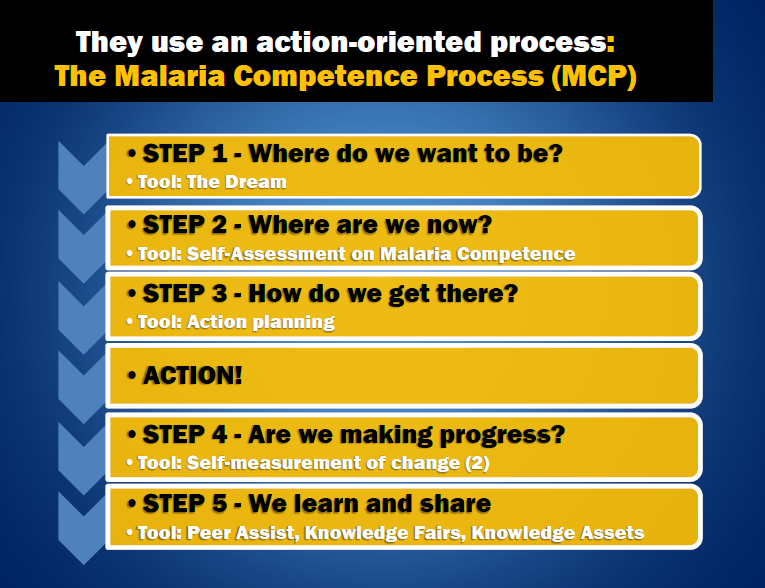 They use an action-oriented process:
The Malaria Competence Process (MCP)
• STEP 1 - Where do we want to be?
• Tool: The Dream
• STEP 2 - Where are we now?
• Tool: Self-Assessment on Malaria Competence
• STEP 3 - How do we get there?
• Tool: Action planning
• ACTION!
• STEP 4 - Are we making progress?
• Tool: Self-measurement of change (2)
• STEP 5 - We learn and share
• Tool: Peer Assist, Knowledge Fairs, Knowledge Assets